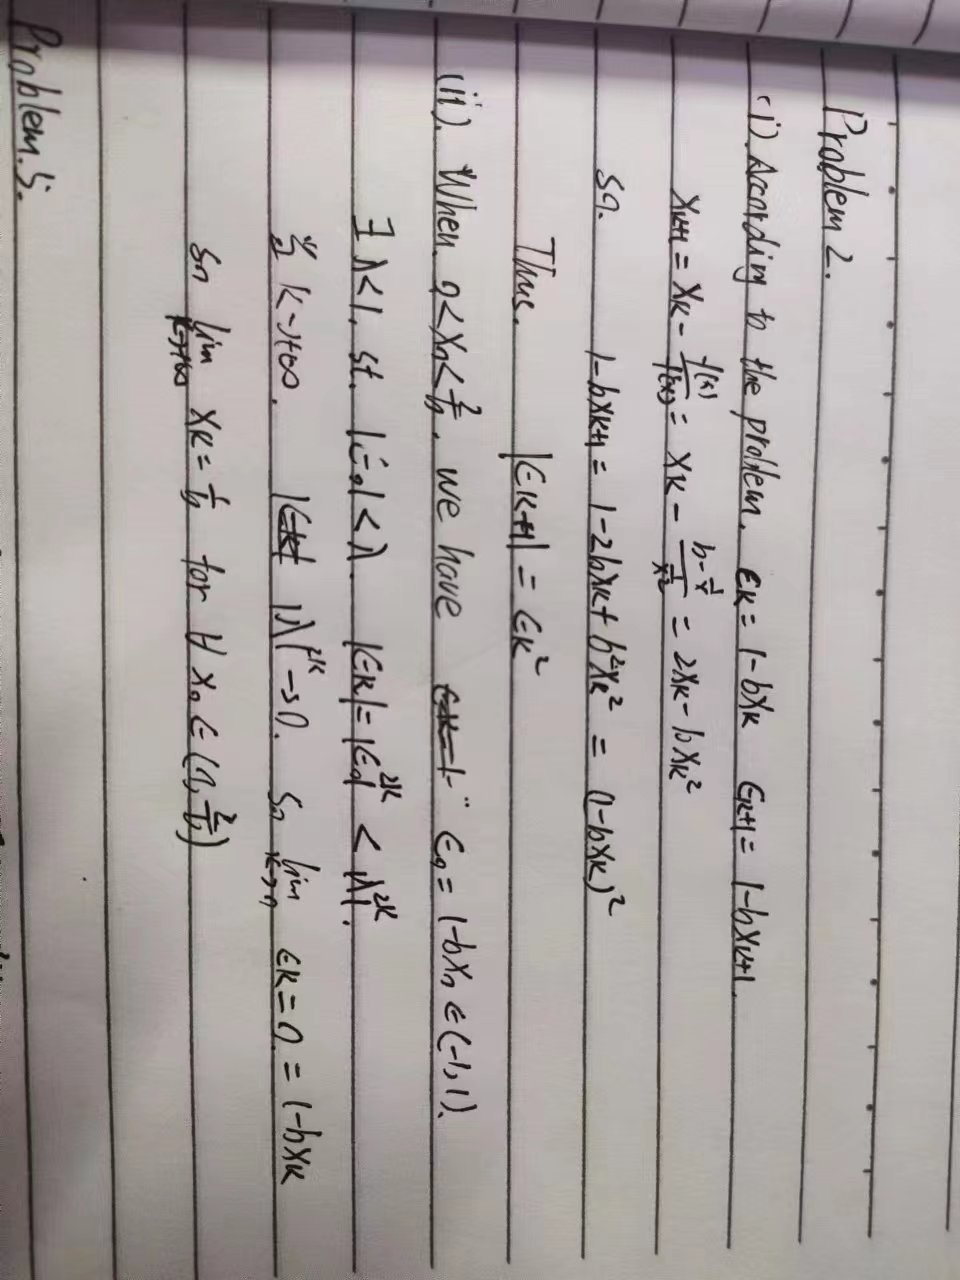 Problem 2.
(i). According to the problem. εk = 1-bxk εk+1 = 1-bxk+1.
xk+1 = xk - f(x)/f'(x) = xk - (b-1/x)/(1/x²) = 2xk - bxk²
so. 1-bxk+1 = 1-2bxk+b²xk² = (1-bxk)²
Thus. |εk+1| = εk²
(ii). When 0<x0<2/b, we have ε0 = 1-bx0 ∈ (-1,1).
∃ λ<1, st. |ε0|<λ. |εk| = |ε0|^2k < |λ|^2k.
当 k→+∞. |λ|^2k →0. So lim k→∞ εk = 0. = 1-bxk
So lim k→+∞ xk = 1/b for ∀ x0 ∈ (0, 2/b)
Problem.5.